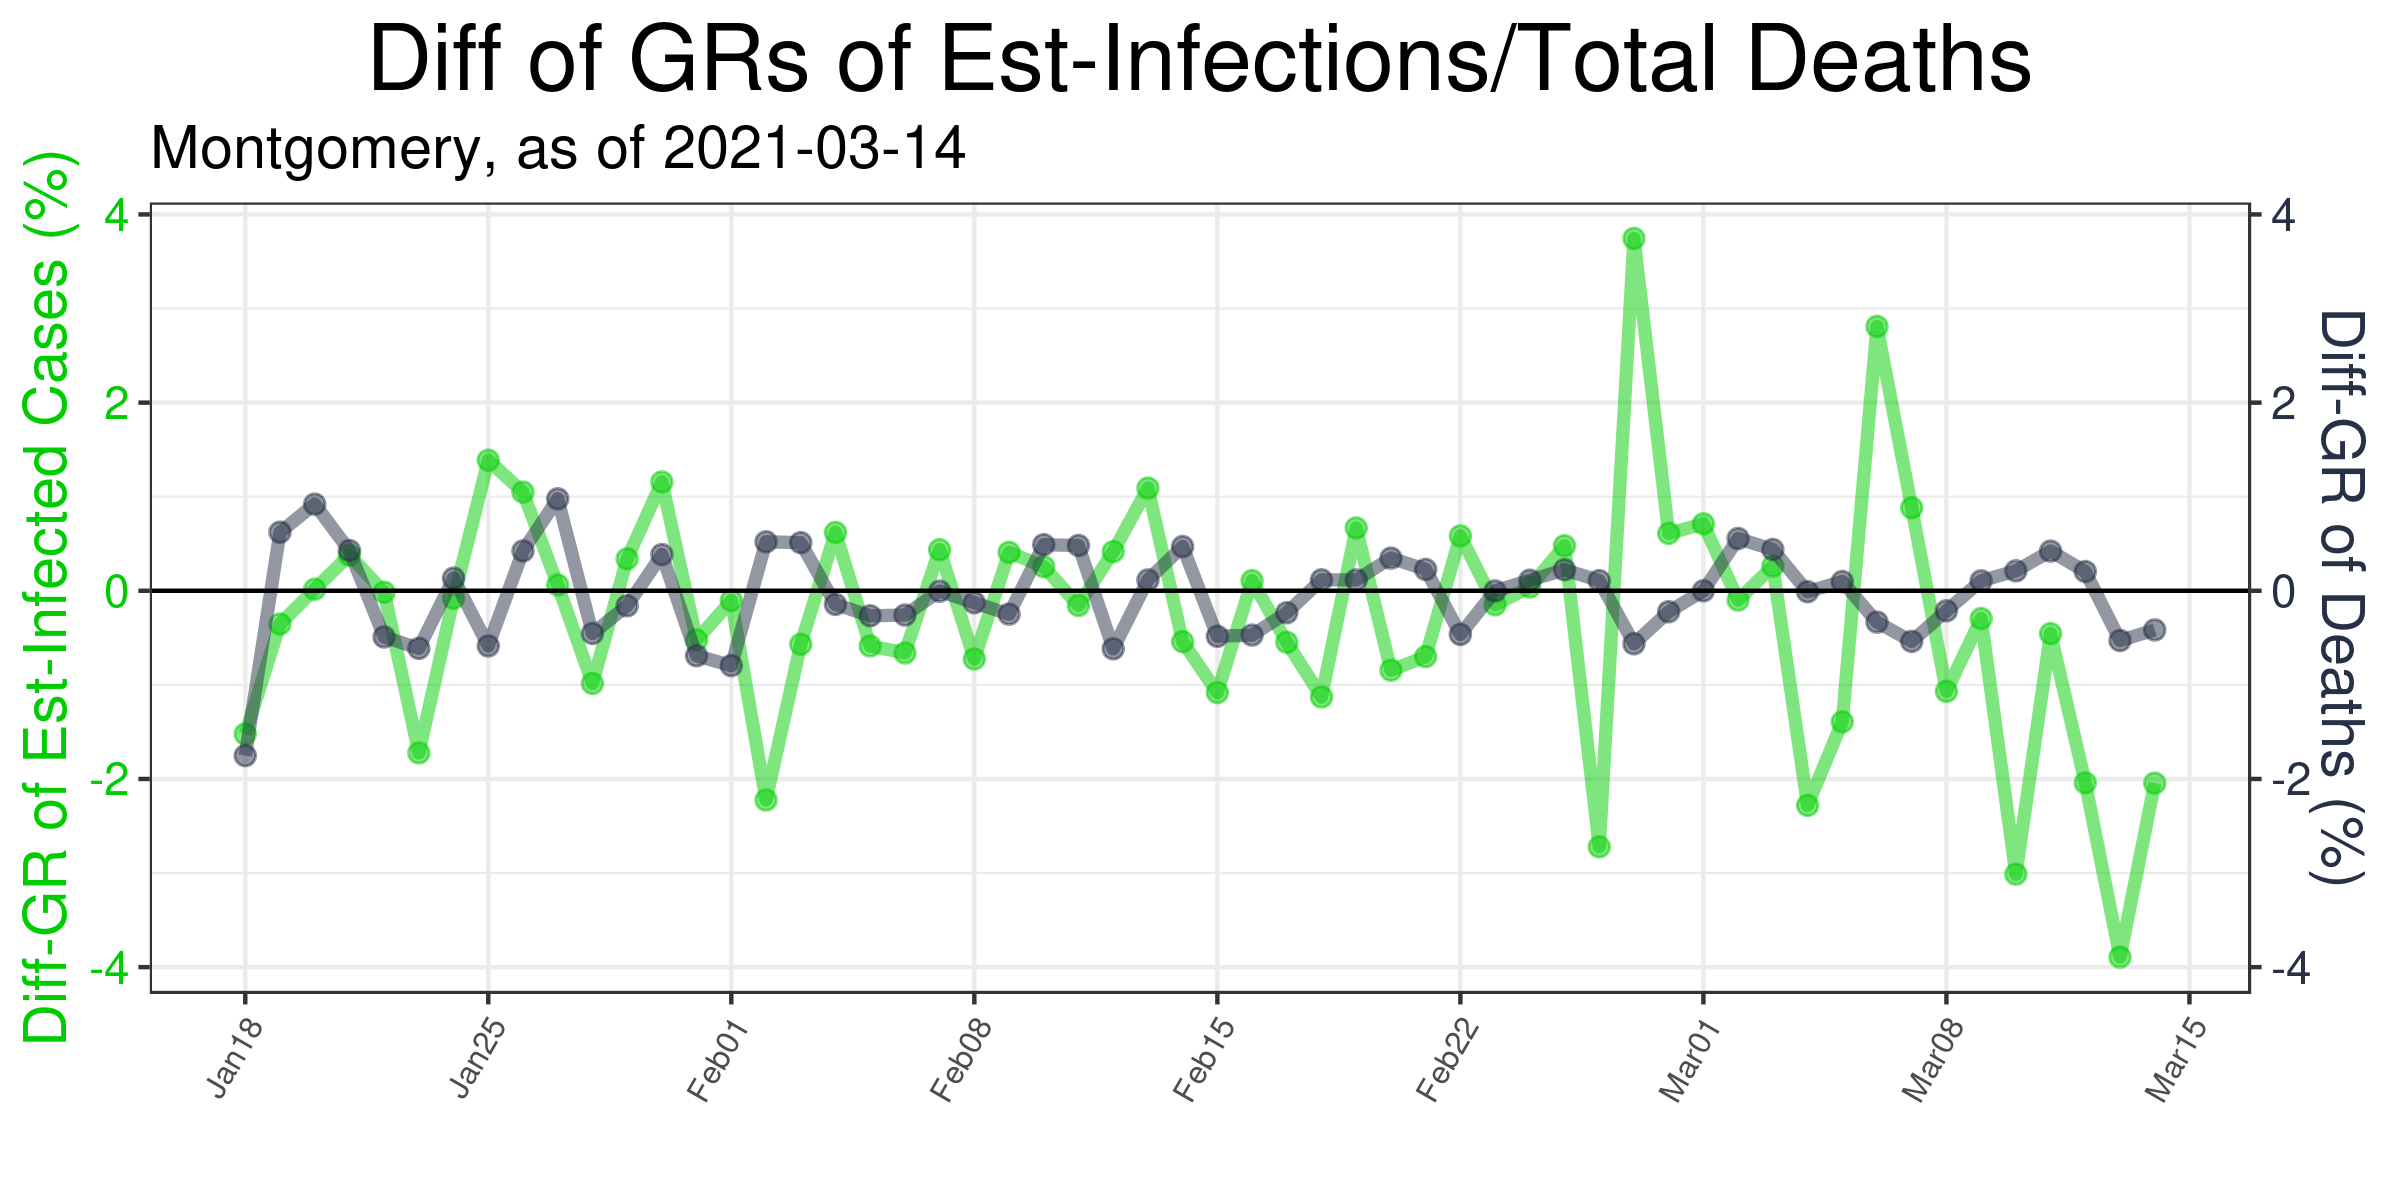 Diff of GRs of Est-Infections/Total Deaths
Montgomery, as of 2021-03-14
Diff-GR of Est-Infected Cases (%)
4
2
0
-2
-4
4
2
0
-2
-4
Diff-GR of Deaths (%)
Jan18
Jan25
Feb01
Feb08
Feb15
Feb22
Mar01
Mar08
Mar15